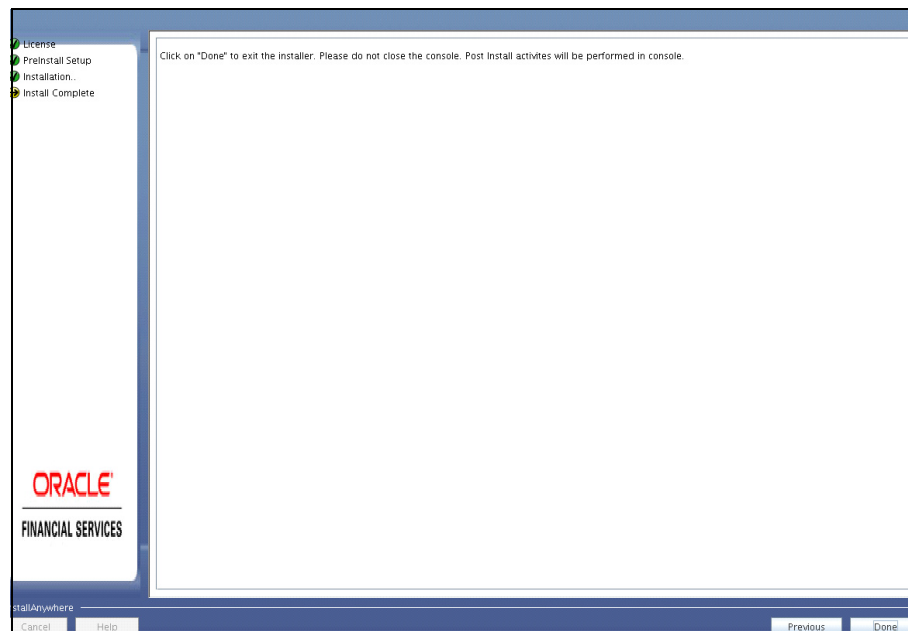 License
PreInstall Setup
Installation..
Install Complete
Click on "Done" to exit the installer. Please do not close the console. Post Install activites will be performed in console.
ORACLE'
FINANCIAL SERVICES
stallAnywhere
Cancel
Help
Previous
Done